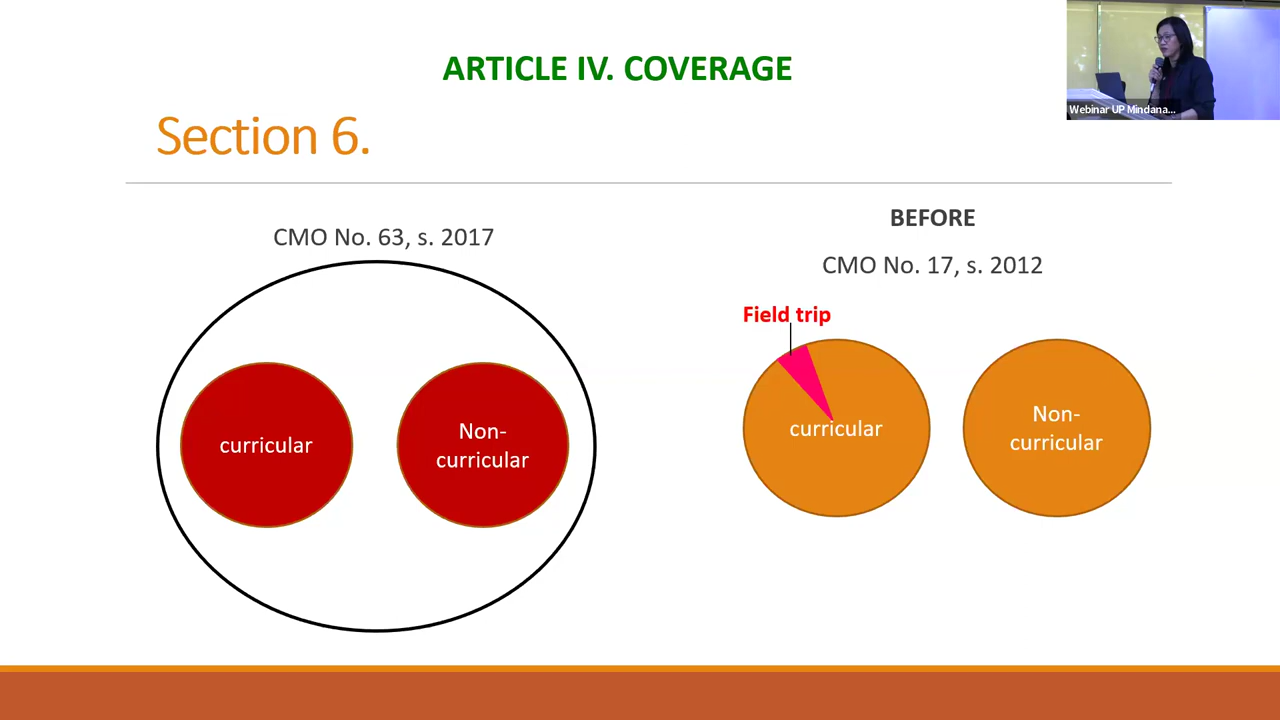 ARTICLE IV. COVERAGE
Section 6.
CMO No. 63, s. 2017
curricular
Non-
curricular
BEFORE
CMO No. 17, s. 2012
Field trip
curricular
Non-
curricular
Webinar UP Mindana...